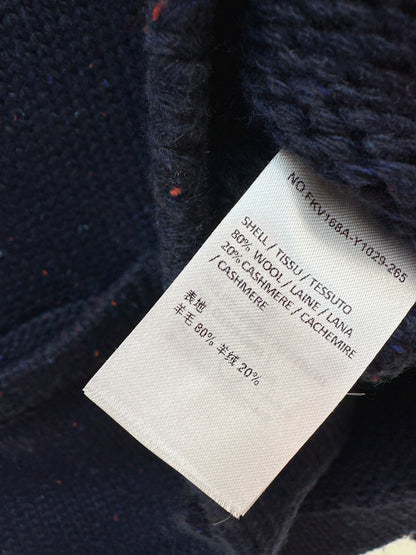 NO.FKV168A-Y1029-265
SHELL / TISSU / TESSUTO
80% WOOL / LAINE / LANA
20% CASHMERE / CACHEMIRE
/ CASHMERE
表地
羊毛 80% 羊绒 20%